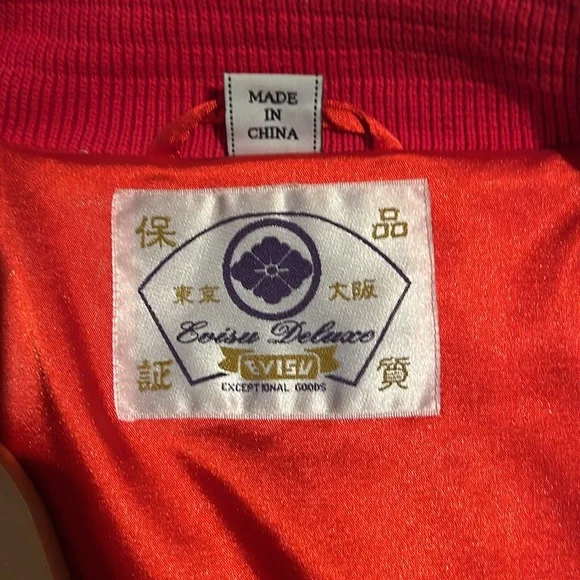 MADE
IN
CHINA
保 品
東京 大阪
Evisu Deluxe
EVISU
EXCEPTIONAL GOODS
証 質